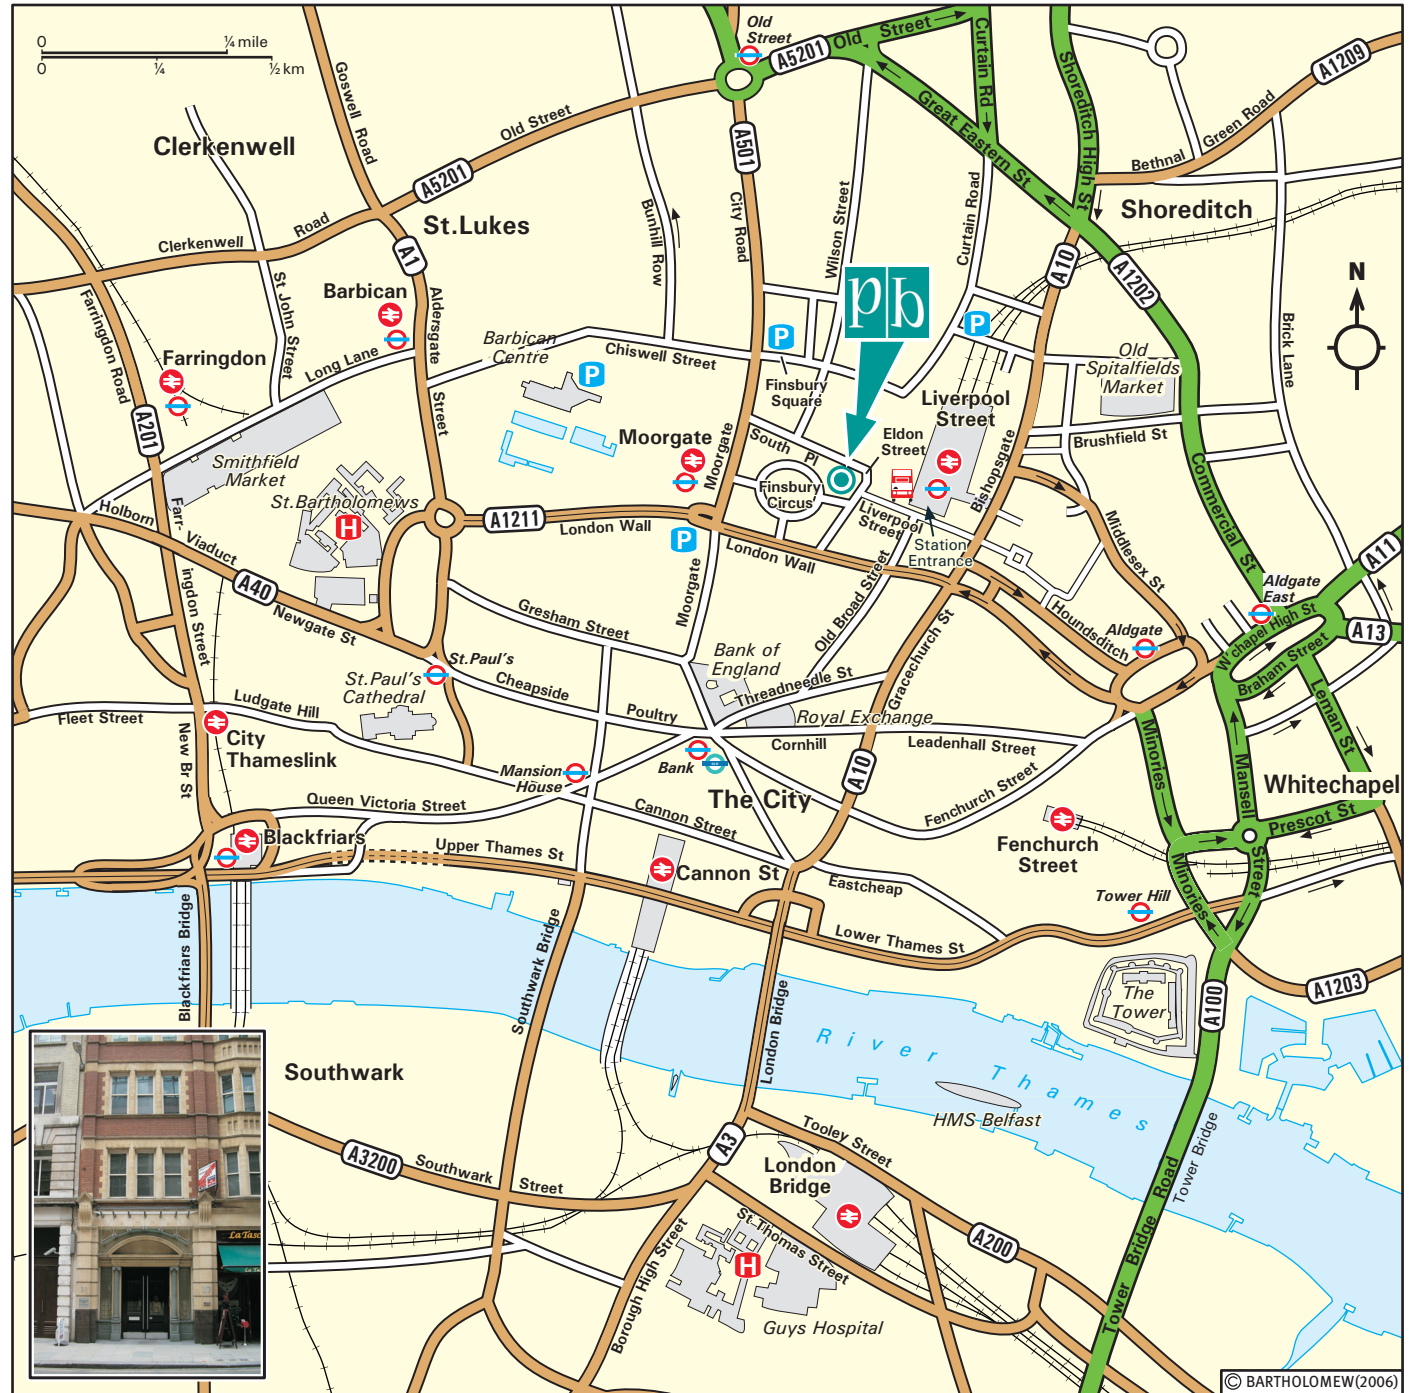 0
¼ mile
0
¼
½ km
Old
Street
A5201
Old
Street
Curtain Rd
Shoreditch High St
A1209
Goswell Road
Clerkenwell
Old Street
A5201
A501
Great Eastern St
Bethnal
Green Road
St.Lukes
Road
Clerkenwell
A1
Bunhill Row
City Road
Wilson Street
Curtain Road
Shoreditch
A10
A1202
N
St John Street
Farringdon Road
Barbican
Aldersgate
Street
Barbican
Centre
Chiswell Street
P
P
P
pb
Finsbury
Square
Brick Lane
Old
Spitalfields
Market
Farringdon
Long Lane
A201
Liverpool
Street
Moorgate
Moorgate
South Pl
Eldon
Street
Brushfield St
Bishopsgate
Smithfield
Market
St.Bartholomews
H
Finsbury
Circus
Liverpool
Street
Commercial St
Holborn
Viaduct
Farr-
ingdon Street
A1211
London Wall
P
London Wall
Station
Entrance
Middlesex St
A11
A40
Newgate St
Gresham Street
Moorgate
Old Broad Street
Houndsditch
Aldgate
Aldgate
East
W'chapel High St
A13
Braham Street
St.Paul's
Cheapside
St.Paul's
Cathedral
Bank of
England
Threadneedle St
Gracechurch St
Leman St
Fleet Street
Ludgate Hill
Poultry
Royal Exchange
Cornhill
Leadenhall Street
City
Thameslink
New Br St
Mansion
House
Bank
The City
A10
Minories
Mansell
Street
Whitechapel
Queen Victoria Street
Cannon Street
Fenchurch Street
Prescot St
Blackfriars
Upper Thames St
Cannon St
Eastcheap
Fenchurch
Street
Minories
Tower Hill
Lower Thames St
Blackfriars Bridge
Southwark Bridge
London Bridge
The
Tower
A100
A1203
River Thames
Southwark
HMS Belfast
Tower Bridge
A3200
Southwark
Street
A3
Tooley Street
London
Bridge
Tower Bridge Road
A200
St.Thomas Street
H
Borough High Street
Guys Hospital
La Tasc
© BARTHOLOMEW(2006)